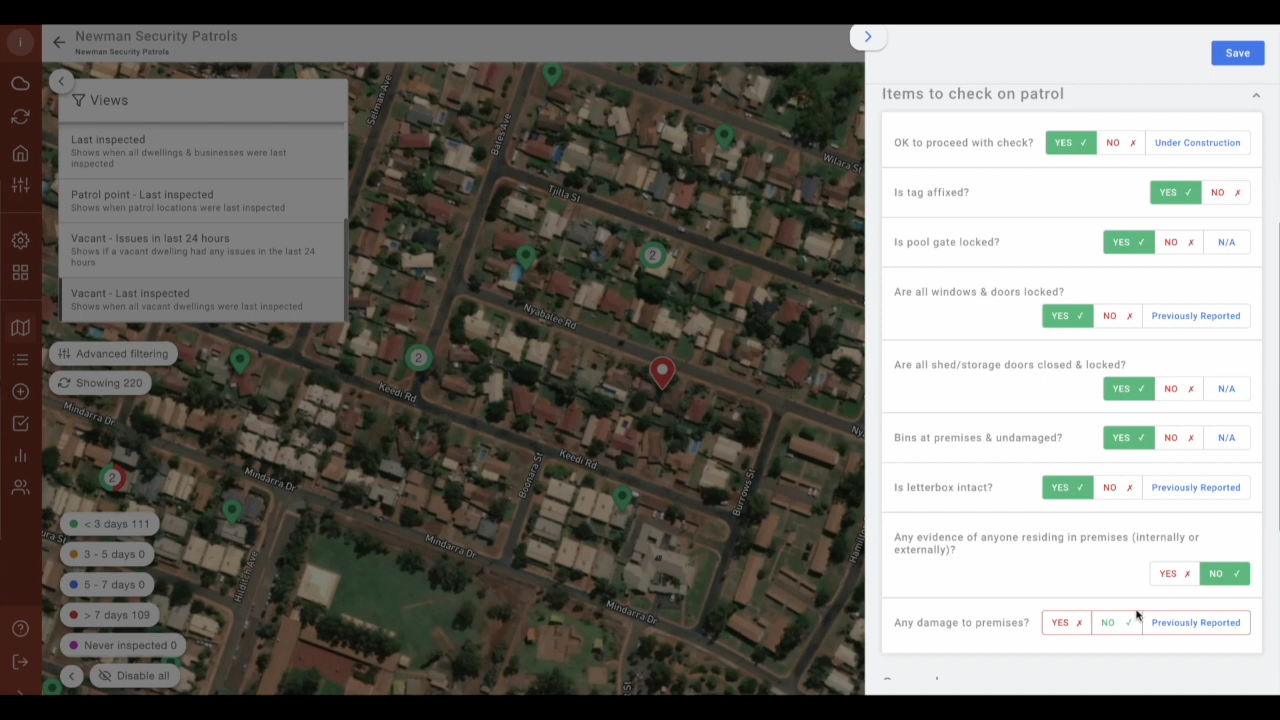 i
Newman Security Patrols
Newman Security Patrols
Views
Last inspected
Shows when all dwellings & businesses were last
inspected
Patrol point - Last inspected
Shows when patrol locations were last inspected
Vacant - Issues in last 24 hours
Shows if a vacant dwelling had any issues in the last 24
hours
Vacant - Last inspected
Shows when all vacant dwellings were last inspected
Advanced filtering
Showing 220
< 3 days 111
3 - 5 days 0
5 - 7 days 0
> 7 days 109
Never inspected 0
Disable all
Selman Ave
Bates Ave
Wilara St
Tjilla St
2
Nyabalee Rd
2
Keedi Rd
Mindarra Dr
Keedi Rd
2
Mindarra Dr
Boonara St
Burrows St
Mindarra Dr
Hilditch Ave
Mindarra Dr
St
Save
Items to check on patrol
OK to proceed with check? YES ✓ NO ✗ Under Construction
Is tag affixed? YES ✓ NO ✗
Is pool gate locked? YES ✓ NO ✗ N/A
Are all windows & doors locked?
YES ✓ NO ✗ Previously Reported
Are all shed/storage doors closed & locked?
YES ✓ NO ✗ N/A
Bins at premises & undamaged? YES ✓ NO ✗ N/A
Is letterbox intact? YES ✓ NO ✗ Previously Reported
Any evidence of anyone residing in premises (internally or
externally)?
YES ✗ NO ✓
Any damage to premises? YES ✗ NO ✓ Previously Reported